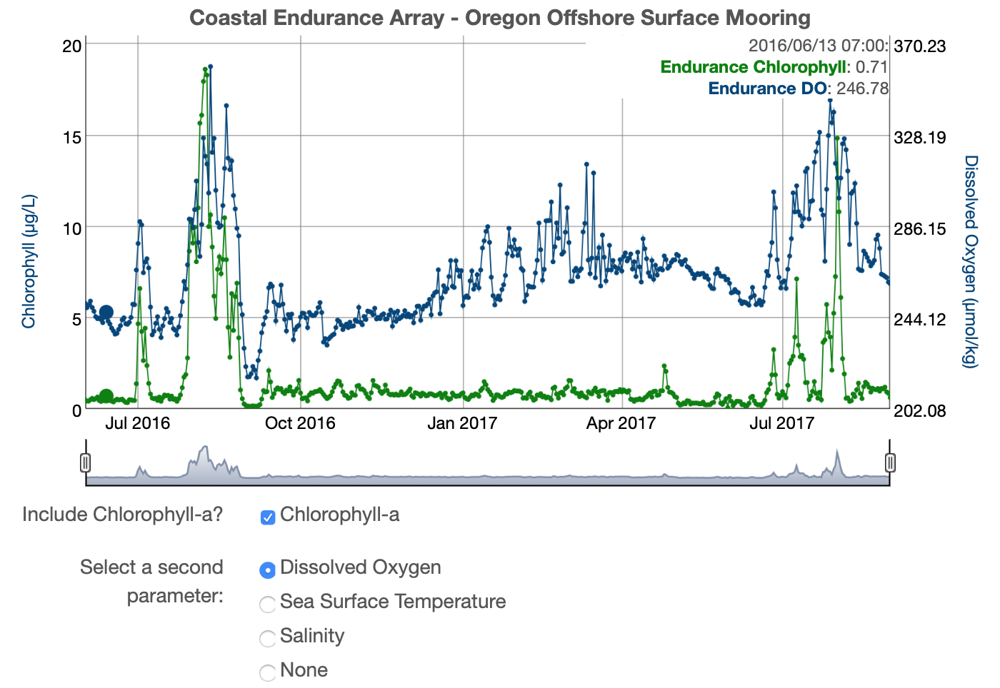 Coastal Endurance Array - Oregon Offshore Surface Mooring
2016/06/13 07:00:
Endurance Chlorophyll: 0.71
Endurance DO: 246.78
20
15
10
5
0
Chlorophyll (µg/L)
370.23
328.19
286.15
244.12
202.08
Dissolved Oxygen (µmol/kg)
Jul 2016
Oct 2016
Jan 2017
Apr 2017
Jul 2017
Include Chlorophyll-a?
Chlorophyll-a
Select a second
parameter:
Dissolved Oxygen
Sea Surface Temperature
Salinity
None